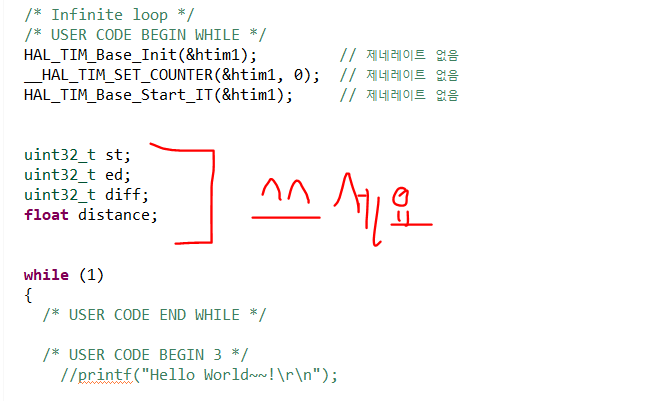 /* Infinite loop */
/* USER CODE BEGIN WHILE */
HAL_TIM_Base_Init(&htim1); // 제네레이트 없음
__HAL_TIM_SET_COUNTER(&htim1, 0); // 제네레이트 없음
HAL_TIM_Base_Start_IT(&htim1); // 제네레이트 없음
uint32_t st;
uint32_t ed;
uint32_t diff;
float distance;
쓰세요
while (1)
{
/* USER CODE END WHILE */
/* USER CODE BEGIN 3 */
//printf("Hello World~~!\r\n");